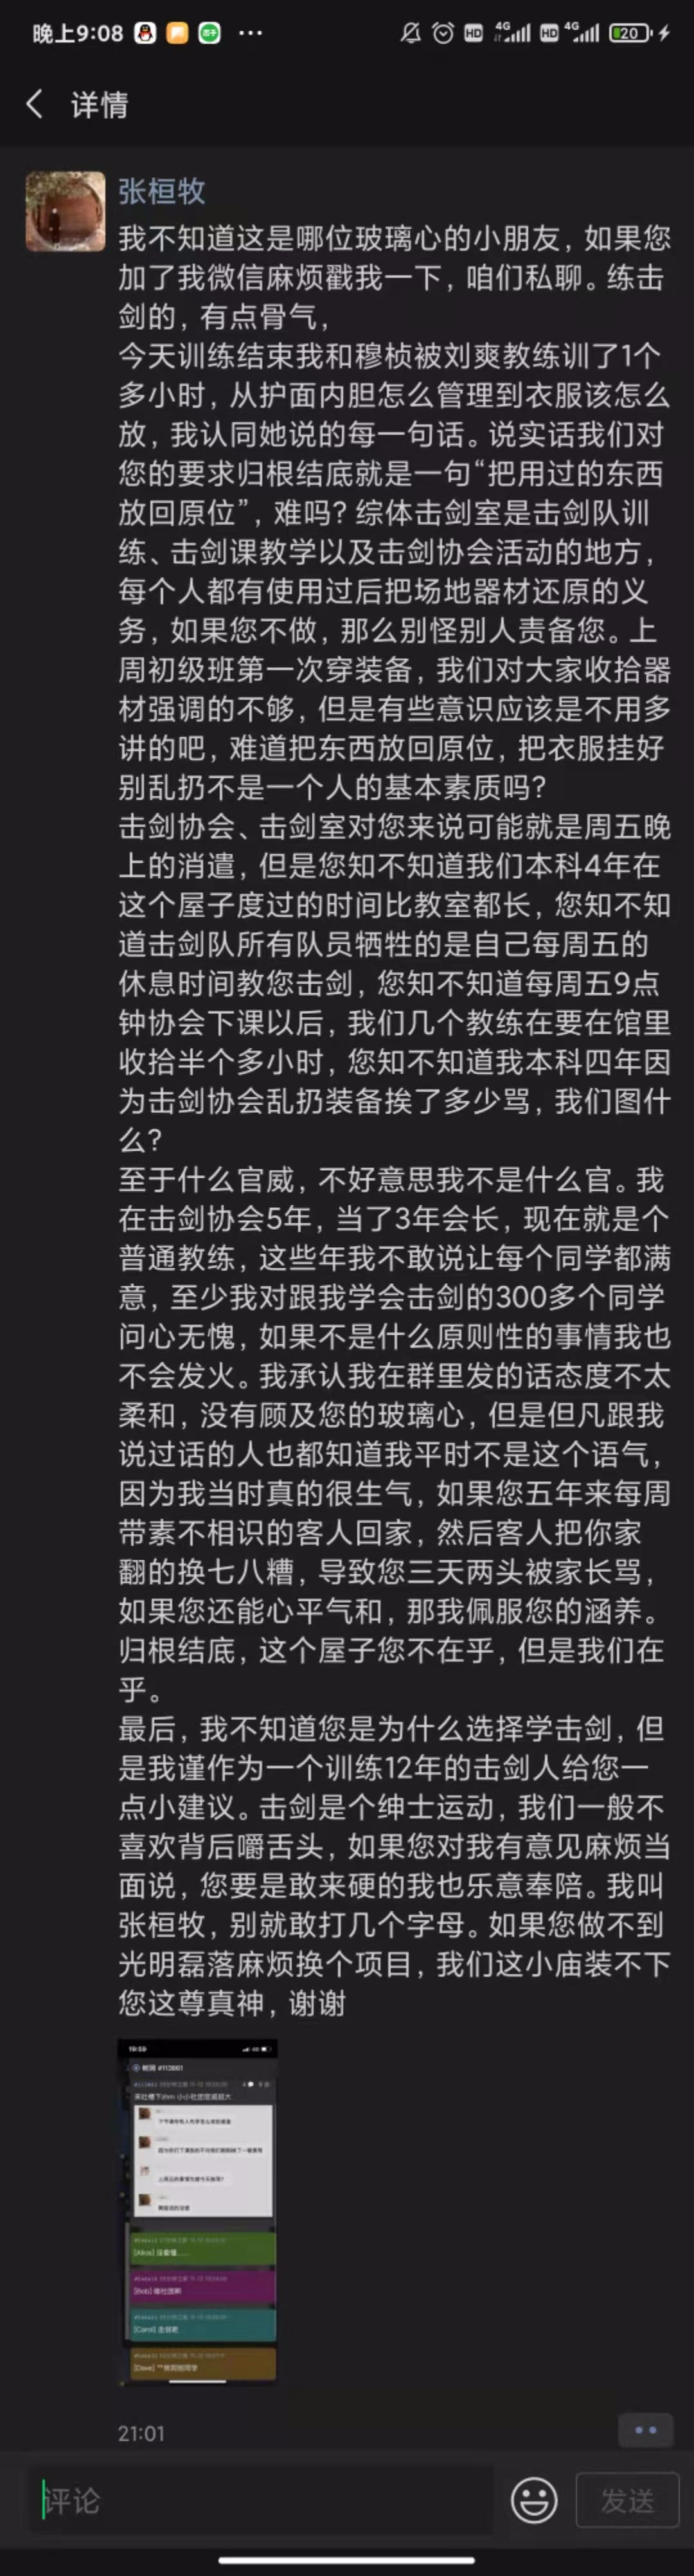 晚上9:08
HD 4G HD 4G 20
详情
张桓牧
我不知道这是哪位玻璃心的小朋友, 如果您
加了我微信麻烦戳我一下, 咱们私聊。练击
剑的, 有点骨气,
今天训练结束我和穆桢被刘爽教练训了1个
多小时, 从护面内胆怎么管理到衣服该怎么
放, 我认同她说的每一句话。说实话我们对
您的要求归根结底就是一句“把用过的东西
放回原位”, 难吗? 综体击剑室是击剑队训
练、击剑课教学以及击剑协会活动的地方,
每个人都有使用过后把场地器材还原的义
务, 如果您不做, 那么别怪别人责备您。上
周初级班第一次穿装备, 我们对大家收拾器
材强调的不够, 但是有些意识应该是不用多
讲的吧, 难道把东西放回原位, 把衣服挂好
别乱扔不是一个人的基本素质吗?
击剑协会、击剑室对您来说可能就是周五晚
上的消遣, 但是您知不知道我们本科4年在
这个屋子度过的时间比教室都长, 您知不知
道击剑队所有队员牺牲的是自己每周五的
休息时间教您击剑, 您知不知道每周五9点
钟协会下课以后, 我们几个教练在要在馆里
收拾半个多小时, 您知不知道我本科四年因
为击剑协会乱扔装备挨了多少骂, 我们图什
么?
至于什么官威, 不好意思我不是什么官。我
在击剑协会5年, 当了3年会长, 现在就是个
普通教练, 这些年我不敢说让每个同学都满
意, 至少我对跟我学会击剑的300多个同学
问心无愧, 如果不是什么原则性的事情我也
不会发火。我承认我在群里发的话态度不太
柔和, 没有顾及您的玻璃心, 但是但凡跟我
说过话的人也都知道我平时不是这个语气,
因为我当时真的很生气, 如果您五年来每周
带素不相识的客人回家, 然后客人把你家
翻的换七八糟, 导致您三天两头被家长骂,
如果您还能心平气和, 那我佩服您的涵养。
归根结底, 这个屋子您不在乎, 但是我们在
乎。
最后, 我不知道您是为什么选择学击剑, 但
是我谨作为一个训练12年的击剑人给您一
点小建议。击剑是个绅士运动, 我们一般不
喜欢背后嚼舌头, 如果您对我有意见麻烦当
面说, 您要是敢来硬的我也乐意奉陪。我叫
张桓牧, 别就敢打几个字母。如果您做不到
光明磊落麻烦换个项目, 我们这小庙装不下
您这尊真神, 谢谢
19:59
树洞 #113861
[Alice]
[Bob]
[Carol]
[Dave]
21:01
评论
发送